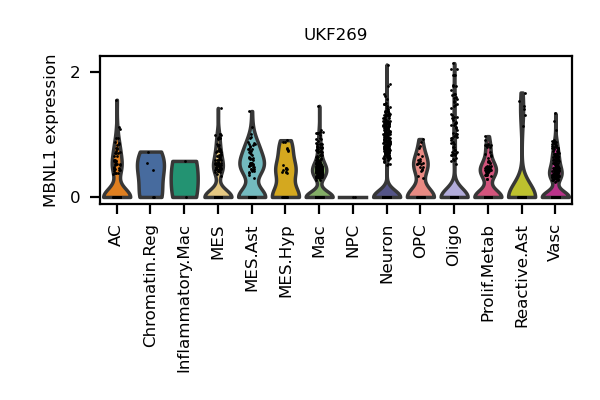 UKF269
MBNL1 expression
2
0
AC
Chromatin.Reg
Inflammatory.Mac
MES
MES.Ast
MES.Hyp
Mac
NPC
Neuron
OPC
Oligo
Prolif.Metab
Reactive.Ast
Vasc